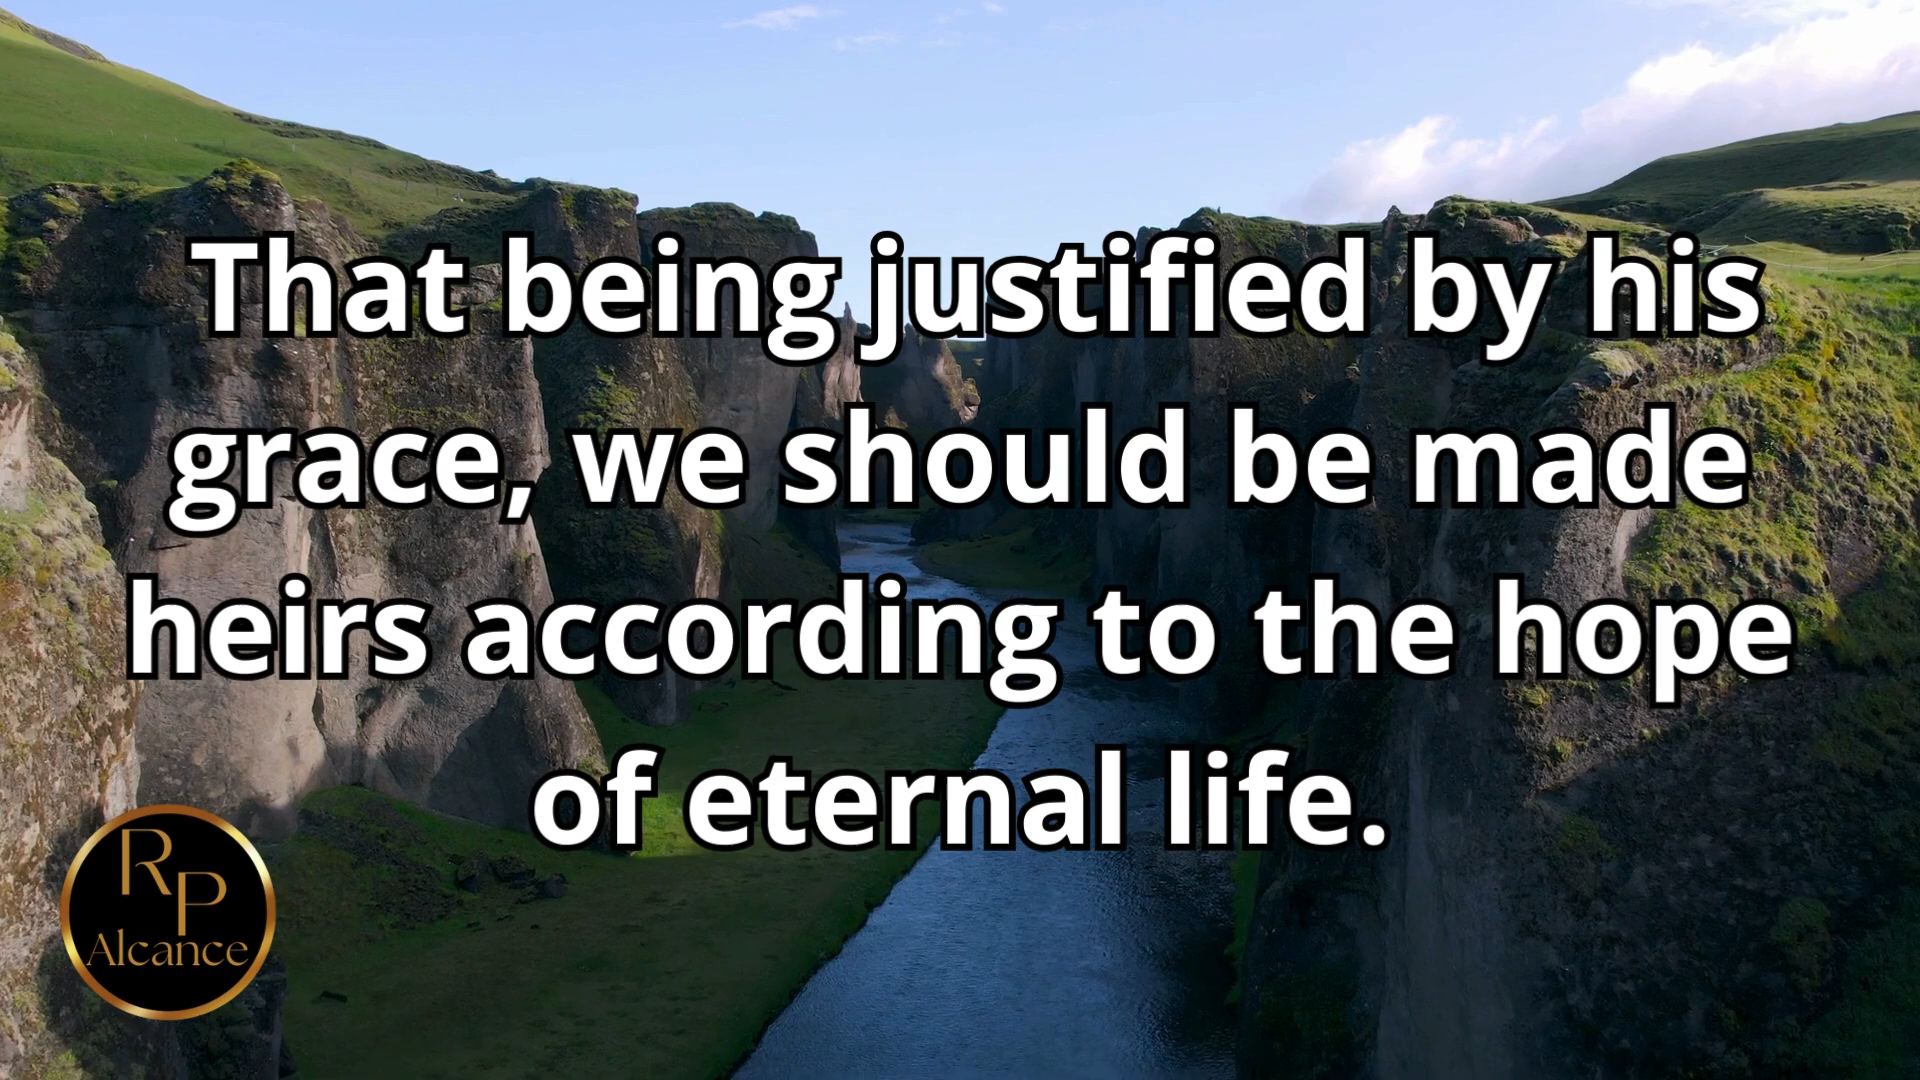 That being justified by his
grace, we should be made
heirs according to the hope
of eternal life.
RP
Alcance